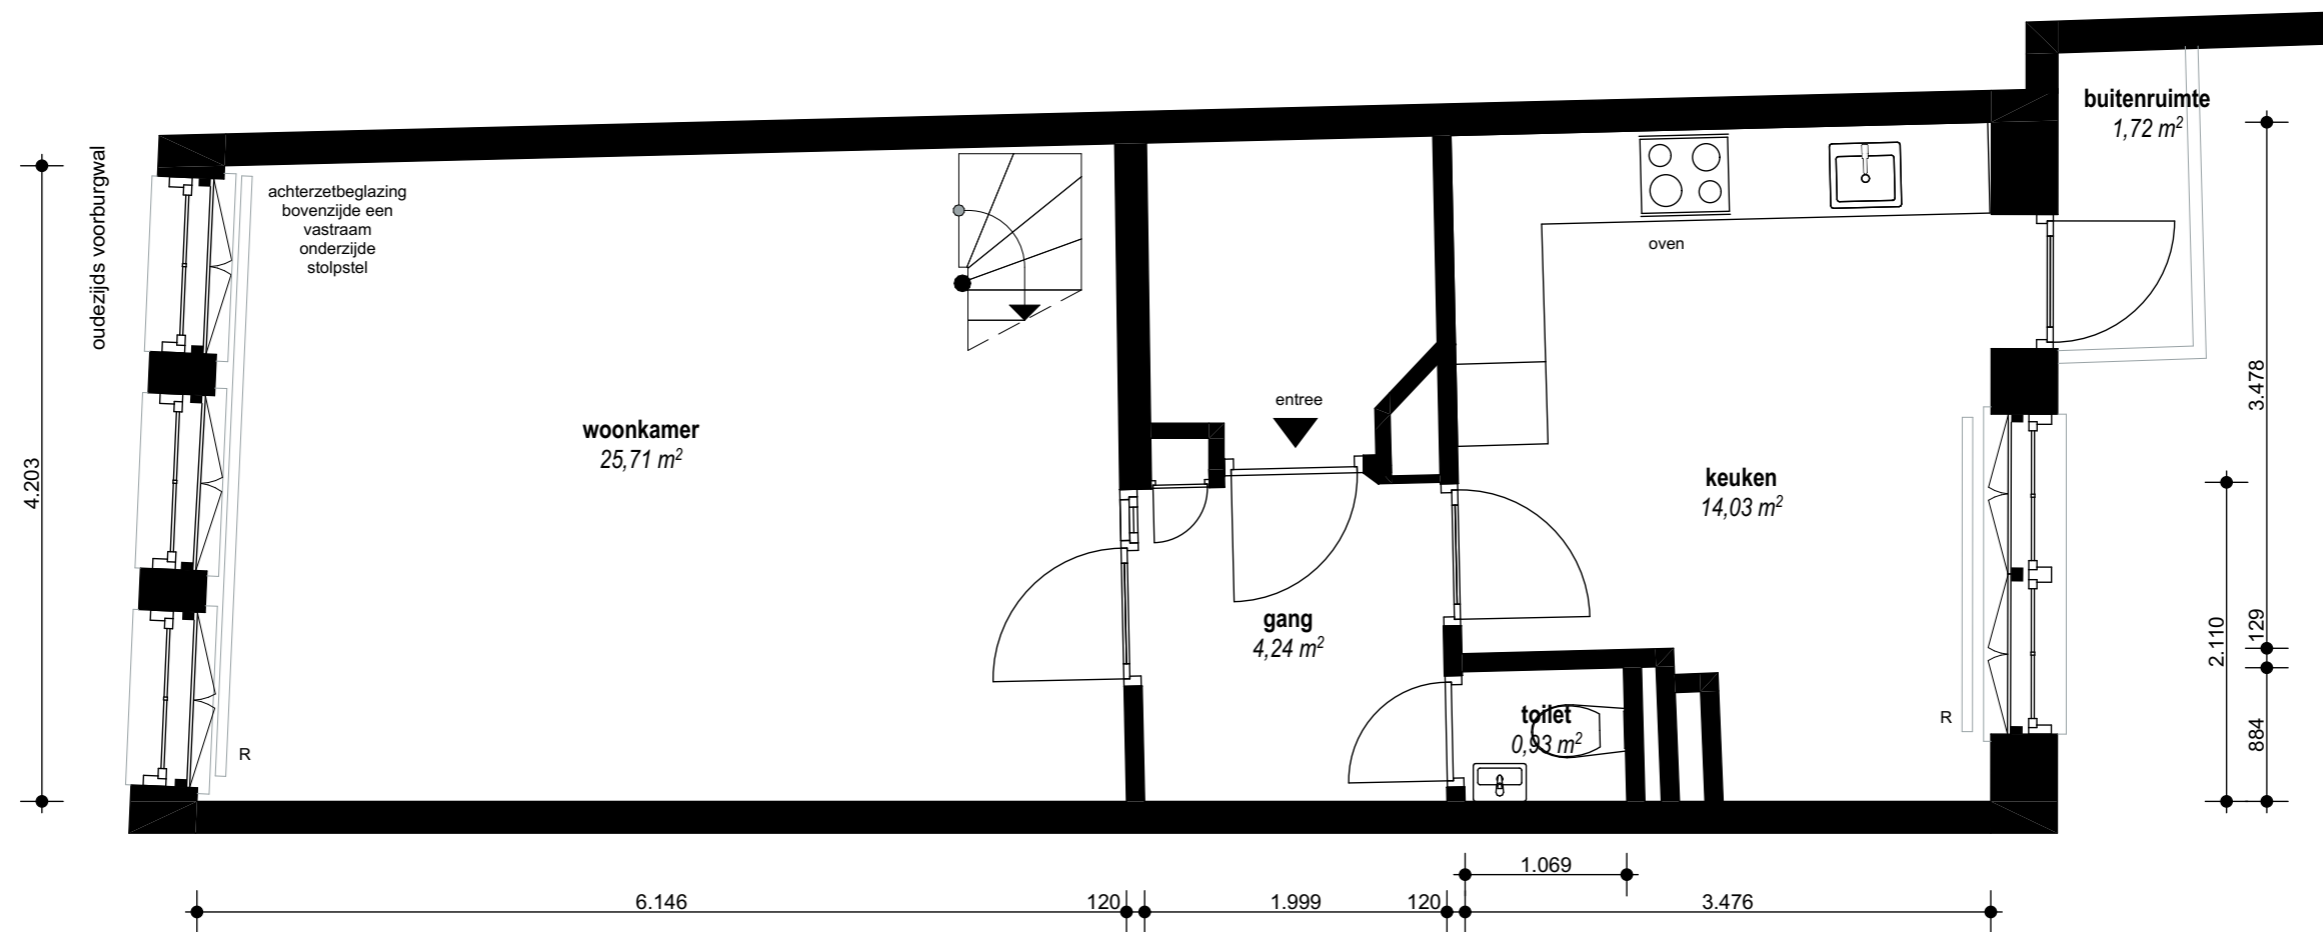 buitenruimte
1,72 m²
oudezijds voorburgwal
achterzetbeglazing
bovenzijde een
vastraam
onderzijde
stolpstel
oven
entree
woonkamer
25,71 m²
keuken
14,03 m²
gang
4,24 m²
toilet
0,93 m²
R
R
4.203
3.478
129
2.110
884
1.069
6.146
120
1.999
120
3.476